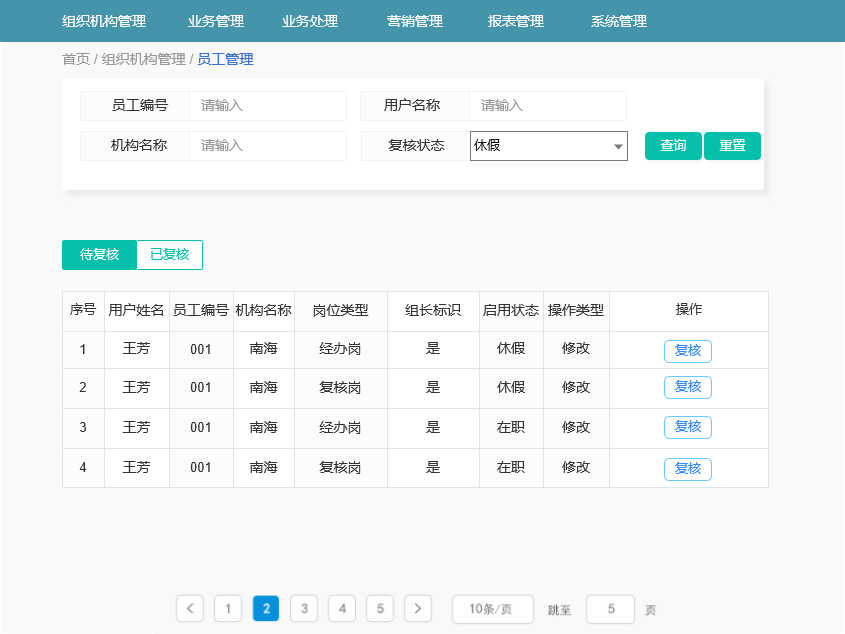 组织机构管理 业务管理 业务处理 营销管理 报表管理 系统管理
首页 / 组织机构管理 / 员工管理
员工编号 请输入 用户名称 请输入
机构名称 请输入 复核状态 休假 查询 重置
待复核 已复核
序号 用户姓名 员工编号 机构名称 岗位类型 组长标识 启用状态 操作类型 操作
1 王芳 001 南海 经办岗 是 休假 修改 复核
2 王芳 001 南海 复核岗 是 休假 修改 复核
3 王芳 001 南海 经办岗 是 在职 修改 复核
4 王芳 001 南海 复核岗 是 在职 修改 复核
< 1 2 3 4 5 > 10条/页 跳至 5 页